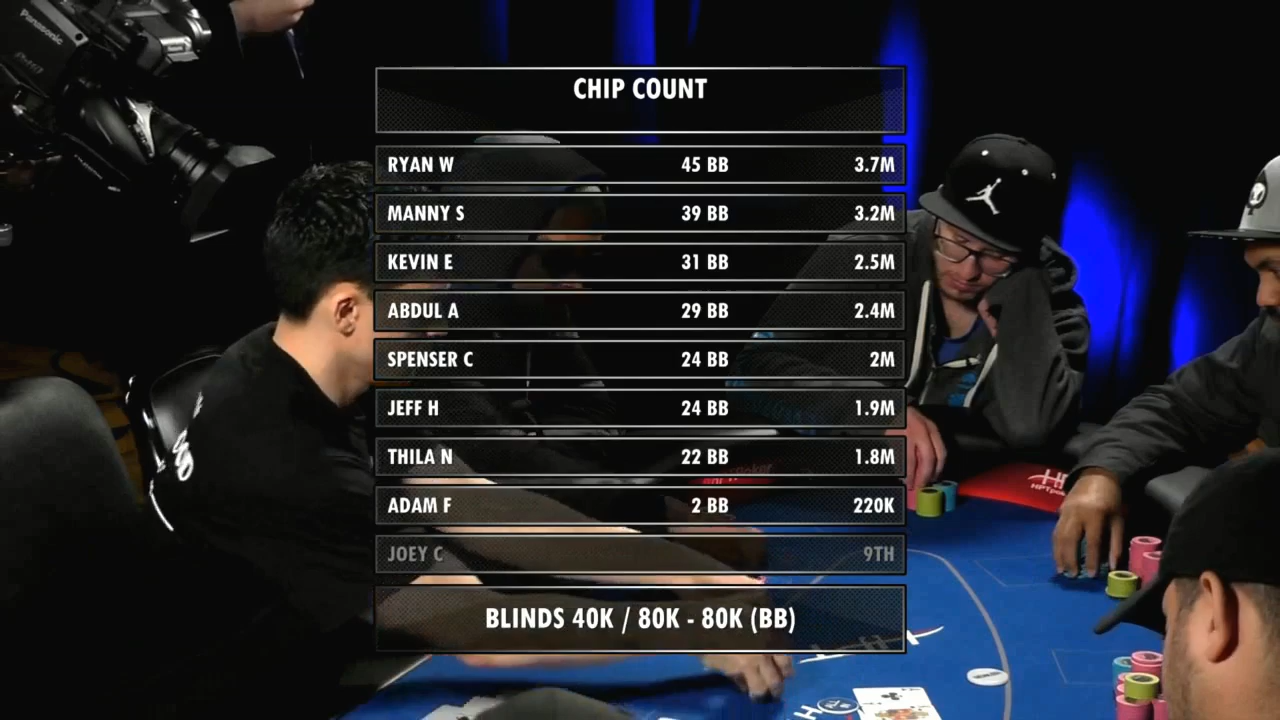 Panasonic
CHIP COUNT
RYAN W 45 BB 3.7M
MANNY S 39 BB 3.2M
KEVIN E 31 BB 2.5M
ABDUL A 29 BB 2.4M
SPENSER C 24 BB 2M
JEFF H 24 BB 1.9M
THILA N 22 BB 1.8M
ADAM F 2 BB 220K
JOEY C 9TH
BLINDS 40K / 80K - 80K (BB)